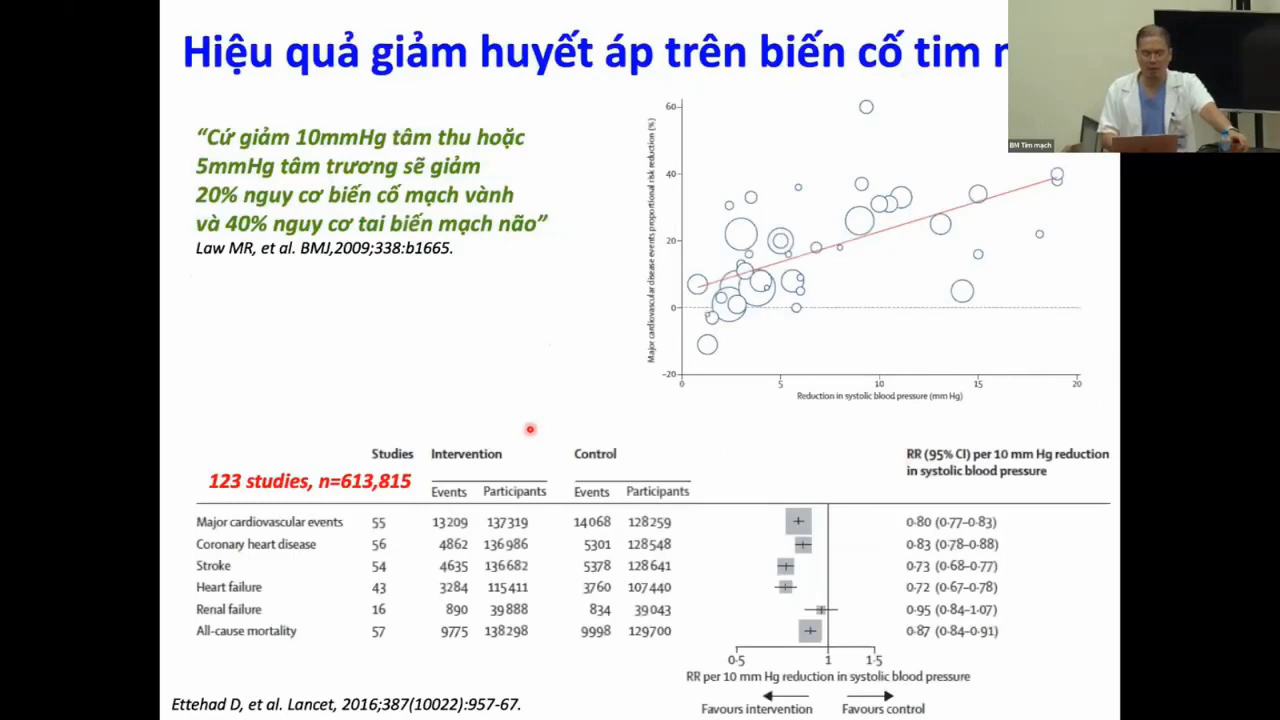 Hiệu quả giảm huyết áp trên biến cố tim
BM Tim mạch
“Cứ giảm 10mmHg tâm thu hoặc
5mmHg tâm trương sẽ giảm
20% nguy cơ biến cố mạch vành
và 40% nguy cơ tai biến mạch não”
Law MR, et al. BMJ,2009;338:b1665.
Major cardiovascular disease events proportional risk reduction (%)
60
40
20
0
−20
0 5 10 15 20
Reduction in systolic blood pressure (mm Hg)
Studies Intervention Control RR (95% CI) per 10 mm Hg reduction
in systolic blood pressure
123 studies, n=613,815
Events Participants Events Participants
Major cardiovascular events 55 13209 137319 14068 128259 0·80 (0·77–0·83)
Coronary heart disease 56 4862 136986 5301 128548 0·83 (0·78–0·88)
Stroke 54 4635 136682 5378 128641 0·73 (0·68–0·77)
Heart failure 43 3284 115411 3760 107440 0·72 (0·67–0·78)
Renal failure 16 890 39888 834 39043 0·95 (0·84–1·07)
All-cause mortality 57 9775 138298 9998 129700 0·87 (0·84–0·91)
0·5 1 1·5
RR per 10 mm Hg reduction in systolic blood pressure
Favours intervention Favours control
Ettehad D, et al. Lancet, 2016;387(10022):957-67.